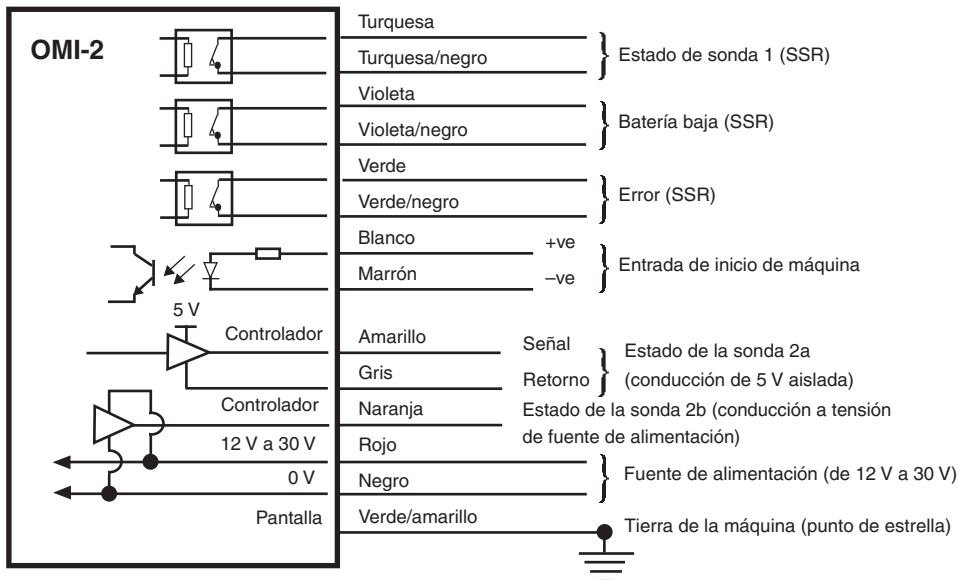 OMI-2
Turquesa
Turquesa/negro
Estado de sonda 1 (SSR)
Violeta
Violeta/negro
Batería baja (SSR)
Verde
Verde/negro
Error (SSR)
Blanco
+ve
Marrón
–ve
Entrada de inicio de máquina
5 V
Controlador
Amarillo
Señal
Gris
Retorno
Estado de la sonda 2a
(conducción de 5 V aislada)
Controlador
Naranja
Estado de la sonda 2b (conducción a tensión
de fuente de alimentación)
12 V a 30 V
Rojo
0 V
Negro
Fuente de alimentación (de 12 V a 30 V)
Pantalla
Verde/amarillo
Tierra de la máquina (punto de estrella)